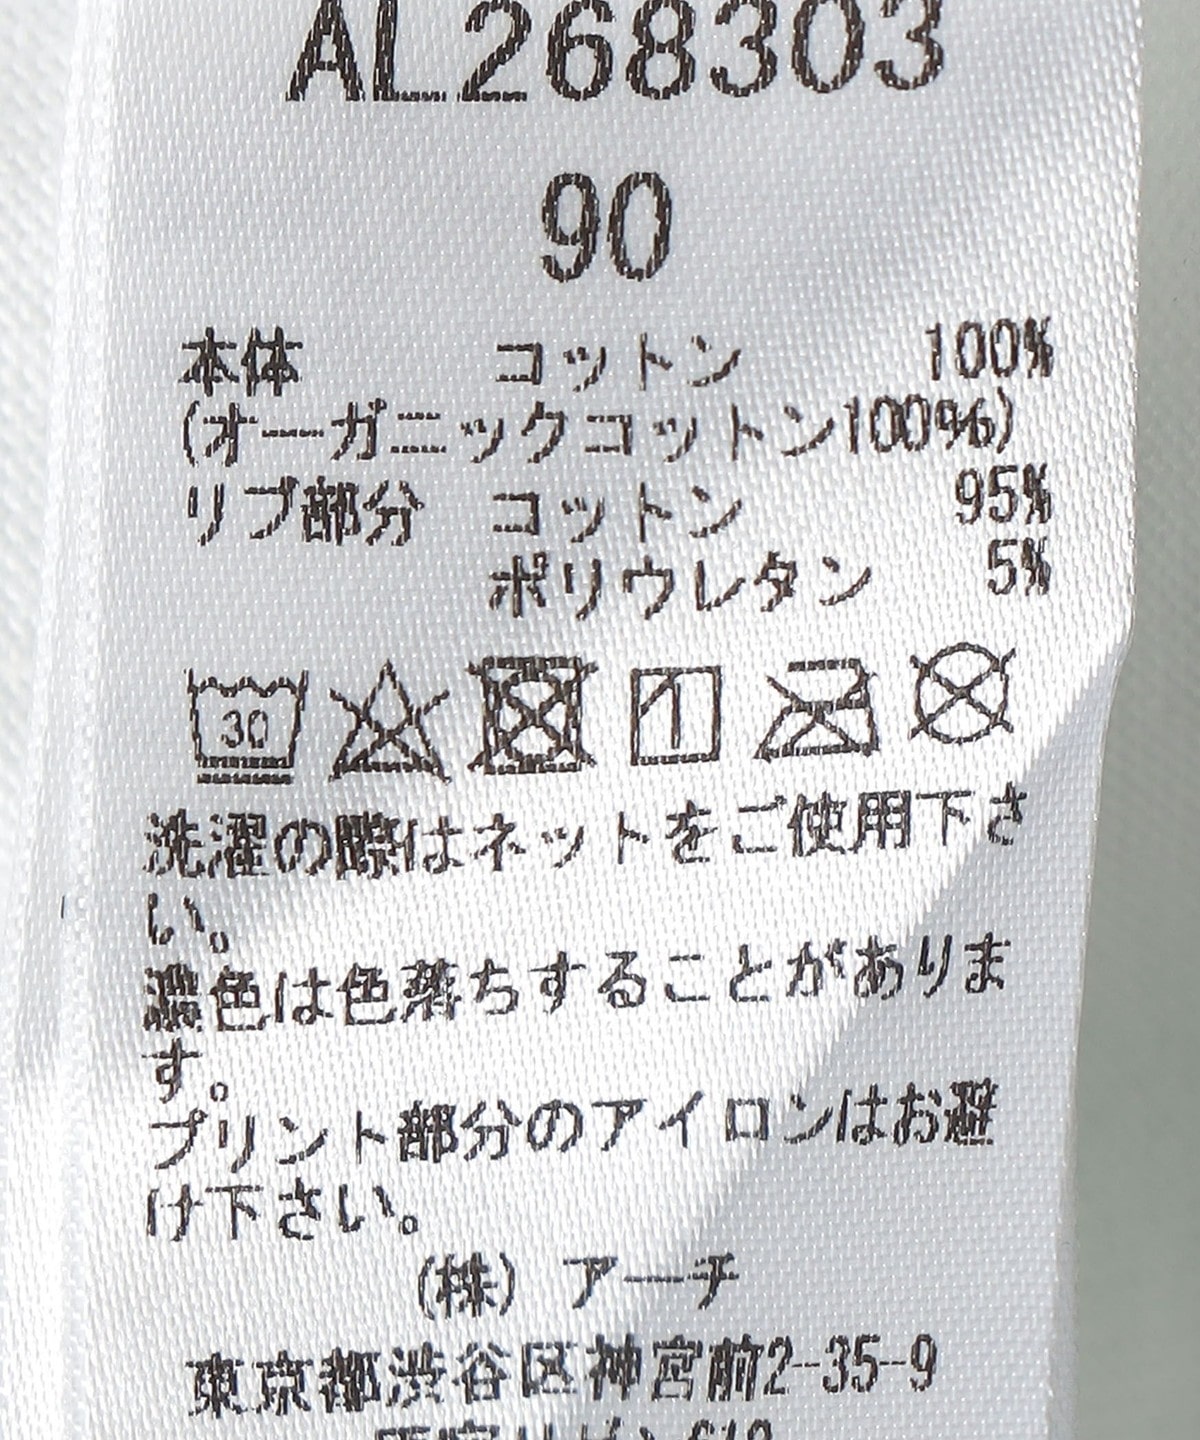 AL268303
90
本体 コットン 100%
(オーガニックコットン100%)
リブ部分 コットン 95%
ポリウレタン 5%
30
洗濯の際はネットをご使用下さ
い。
濃色は色落ちすることがありま
す。
プリント部分のアイロンはお避
け下さい。
(株) アーチ
東京都渋谷区神宮前2-35-9